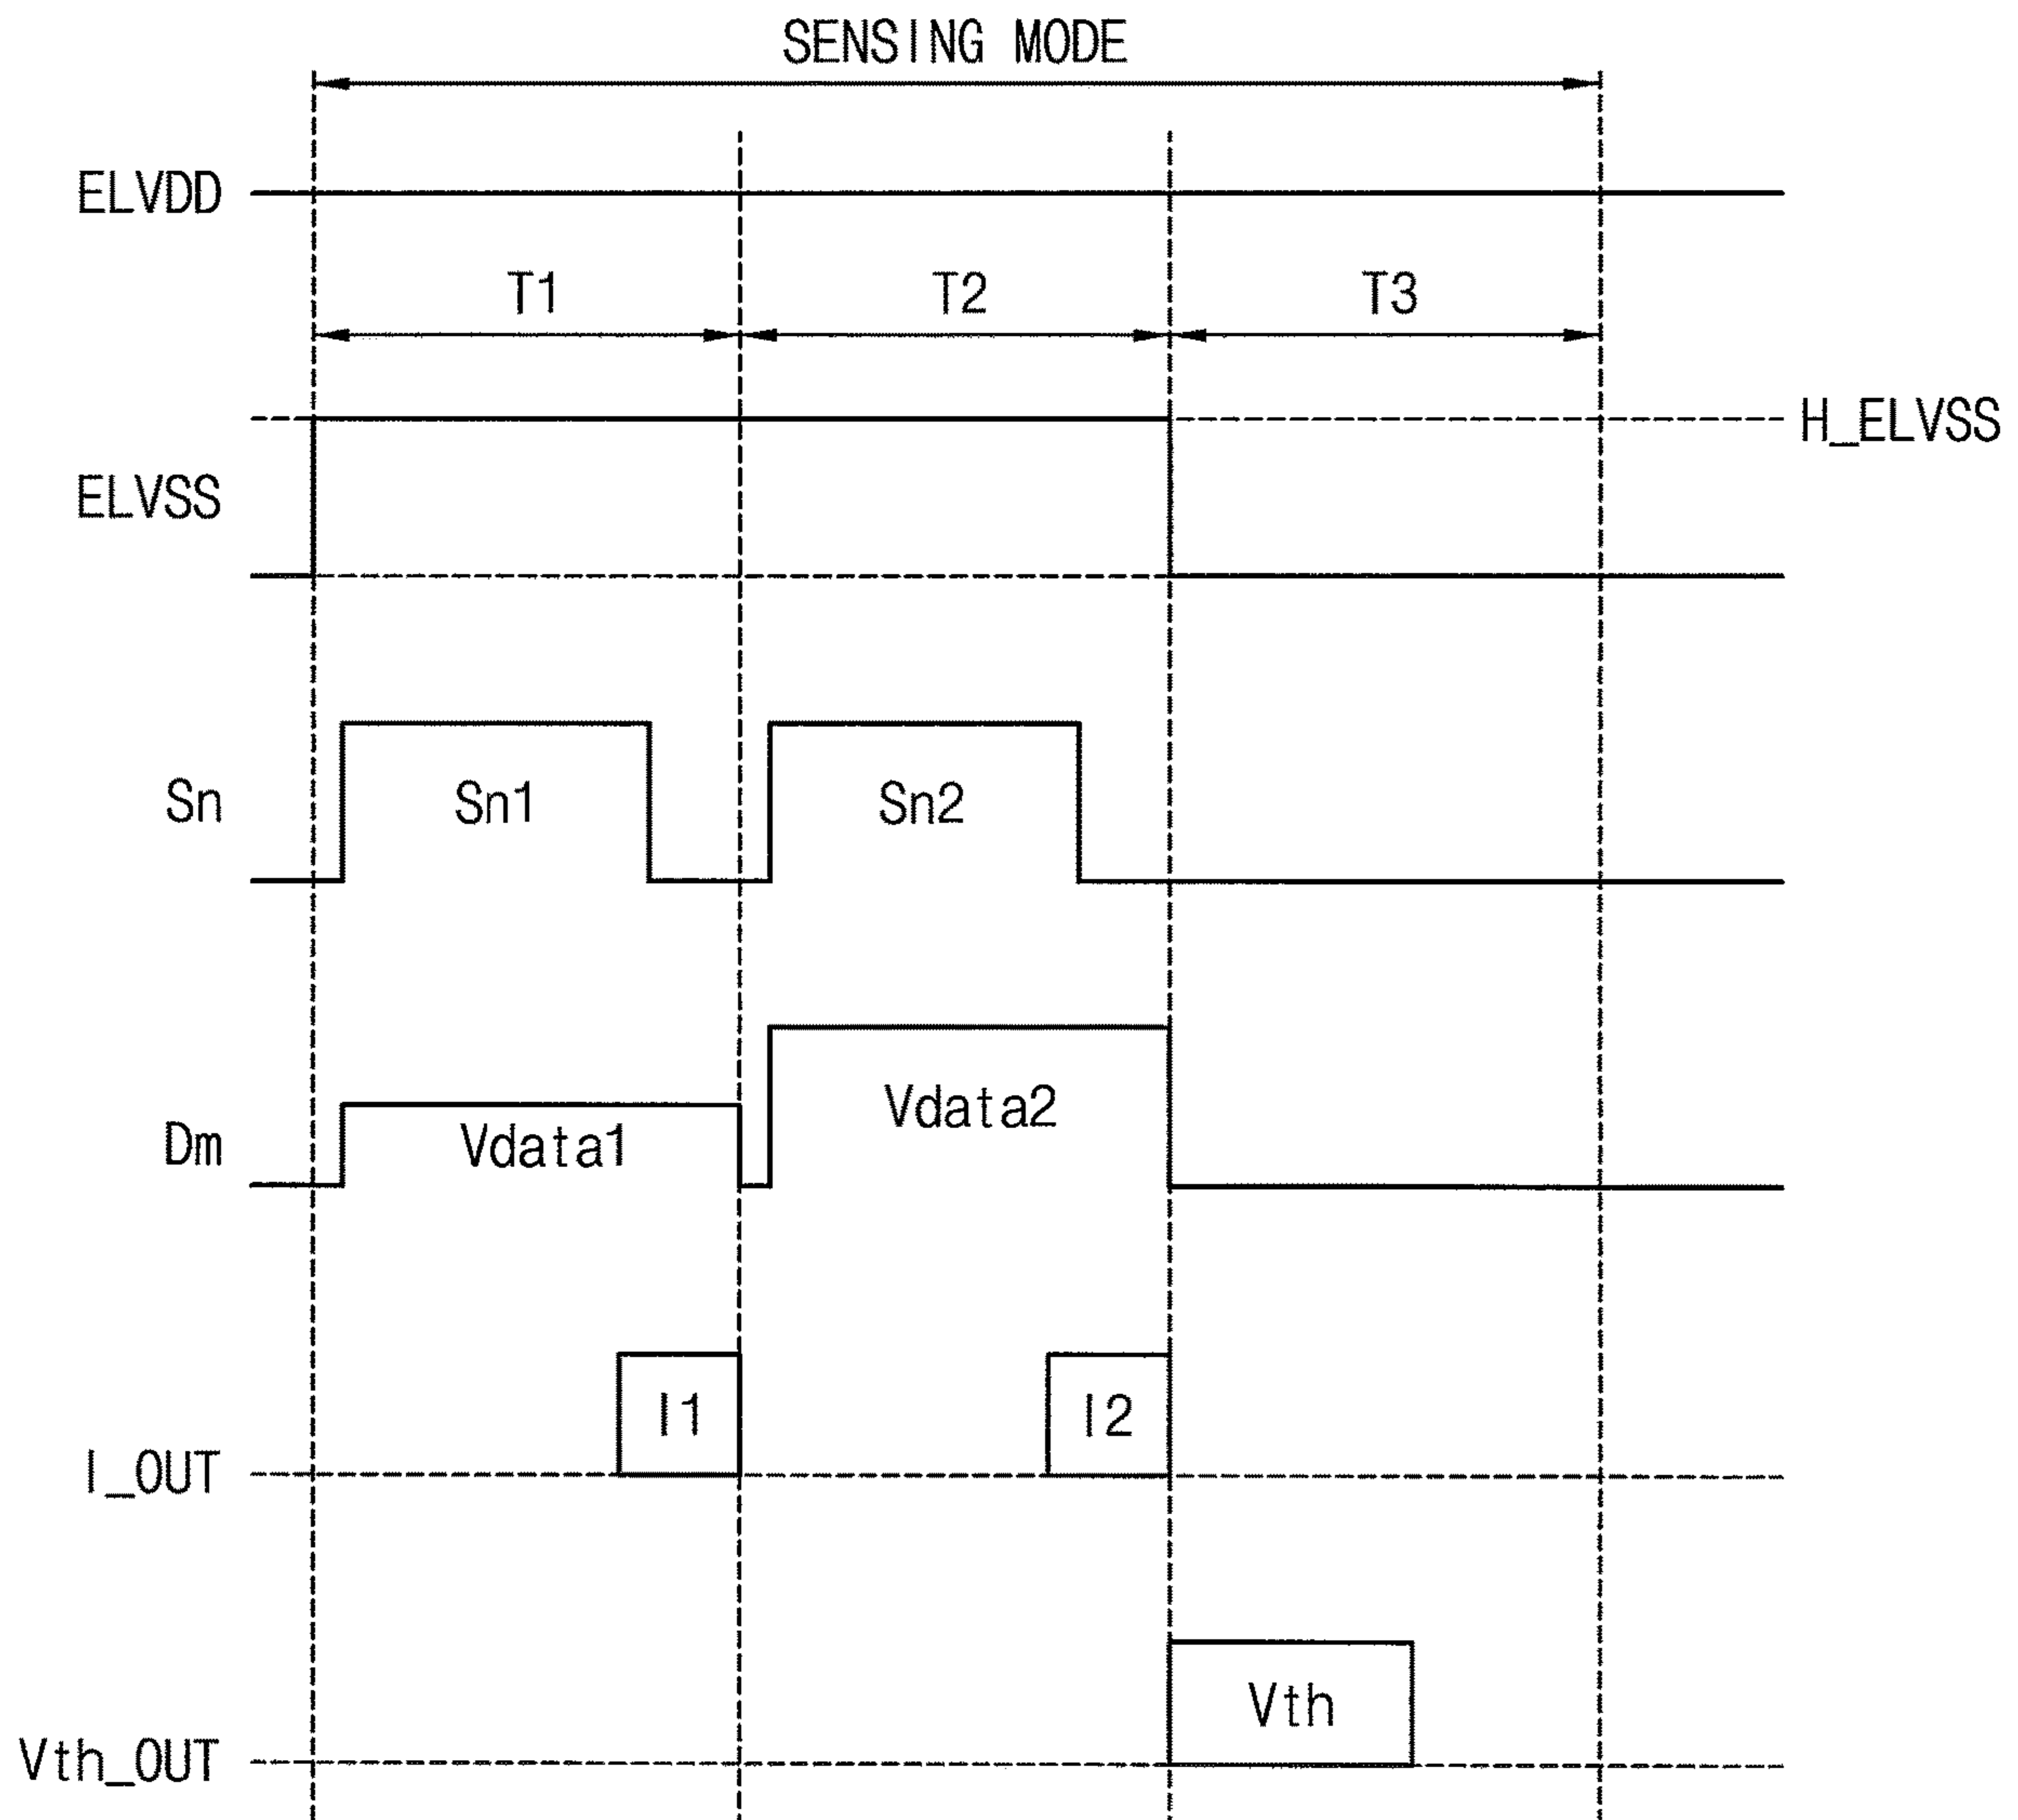 SENSING MODE
ELVDD
T1 T2 T3
H_ELVSS
ELVSS
Sn Sn1 Sn2
Vdata2
Dm Vdata1
I1 I2
I_OUT
Vth
Vth_OUT